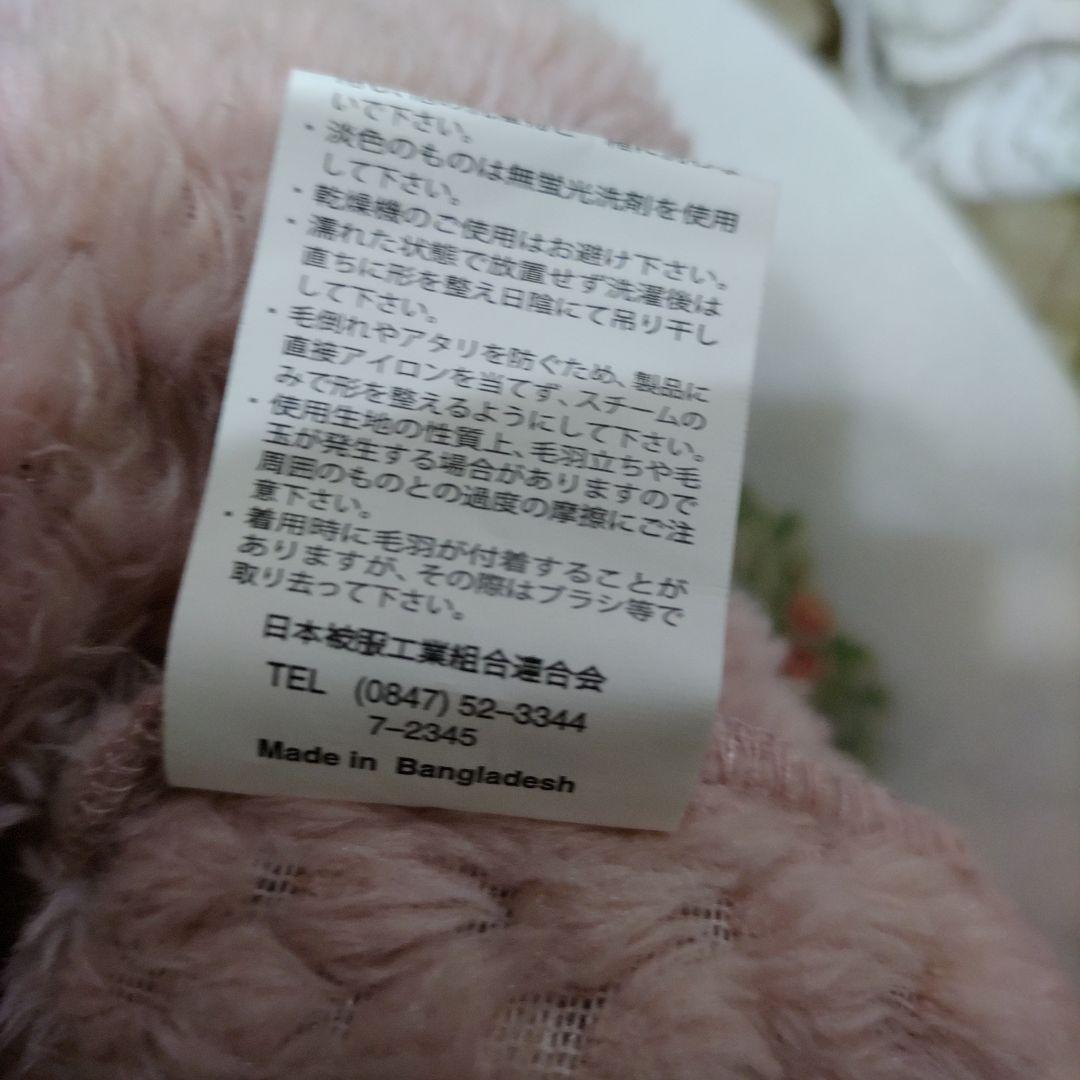 いで下さい。
・淡色のものは無蛍光洗剤を使用
して下さい。
・乾燥機のご使用はお避け下さい。
・濡れた状態で放置せず洗濯後は
直ちに形を整え日陰にて吊り干し
して下さい。
・毛倒れやアタリを防ぐため、製品に
直接アイロンを当てず、スチームの
みで形を整えるようにして下さい。
・使用生地の性質上、毛羽立ちや毛
玉が発生する場合がありますので
周囲のものとの過度の摩擦にご注
意下さい。
・着用時に毛羽が付着することが
ありますが、その際はブラシ等で
取り去って下さい。
日本被服工業組合連合会
TEL (0847) 52–3344
7–2345
Made in Bangladesh